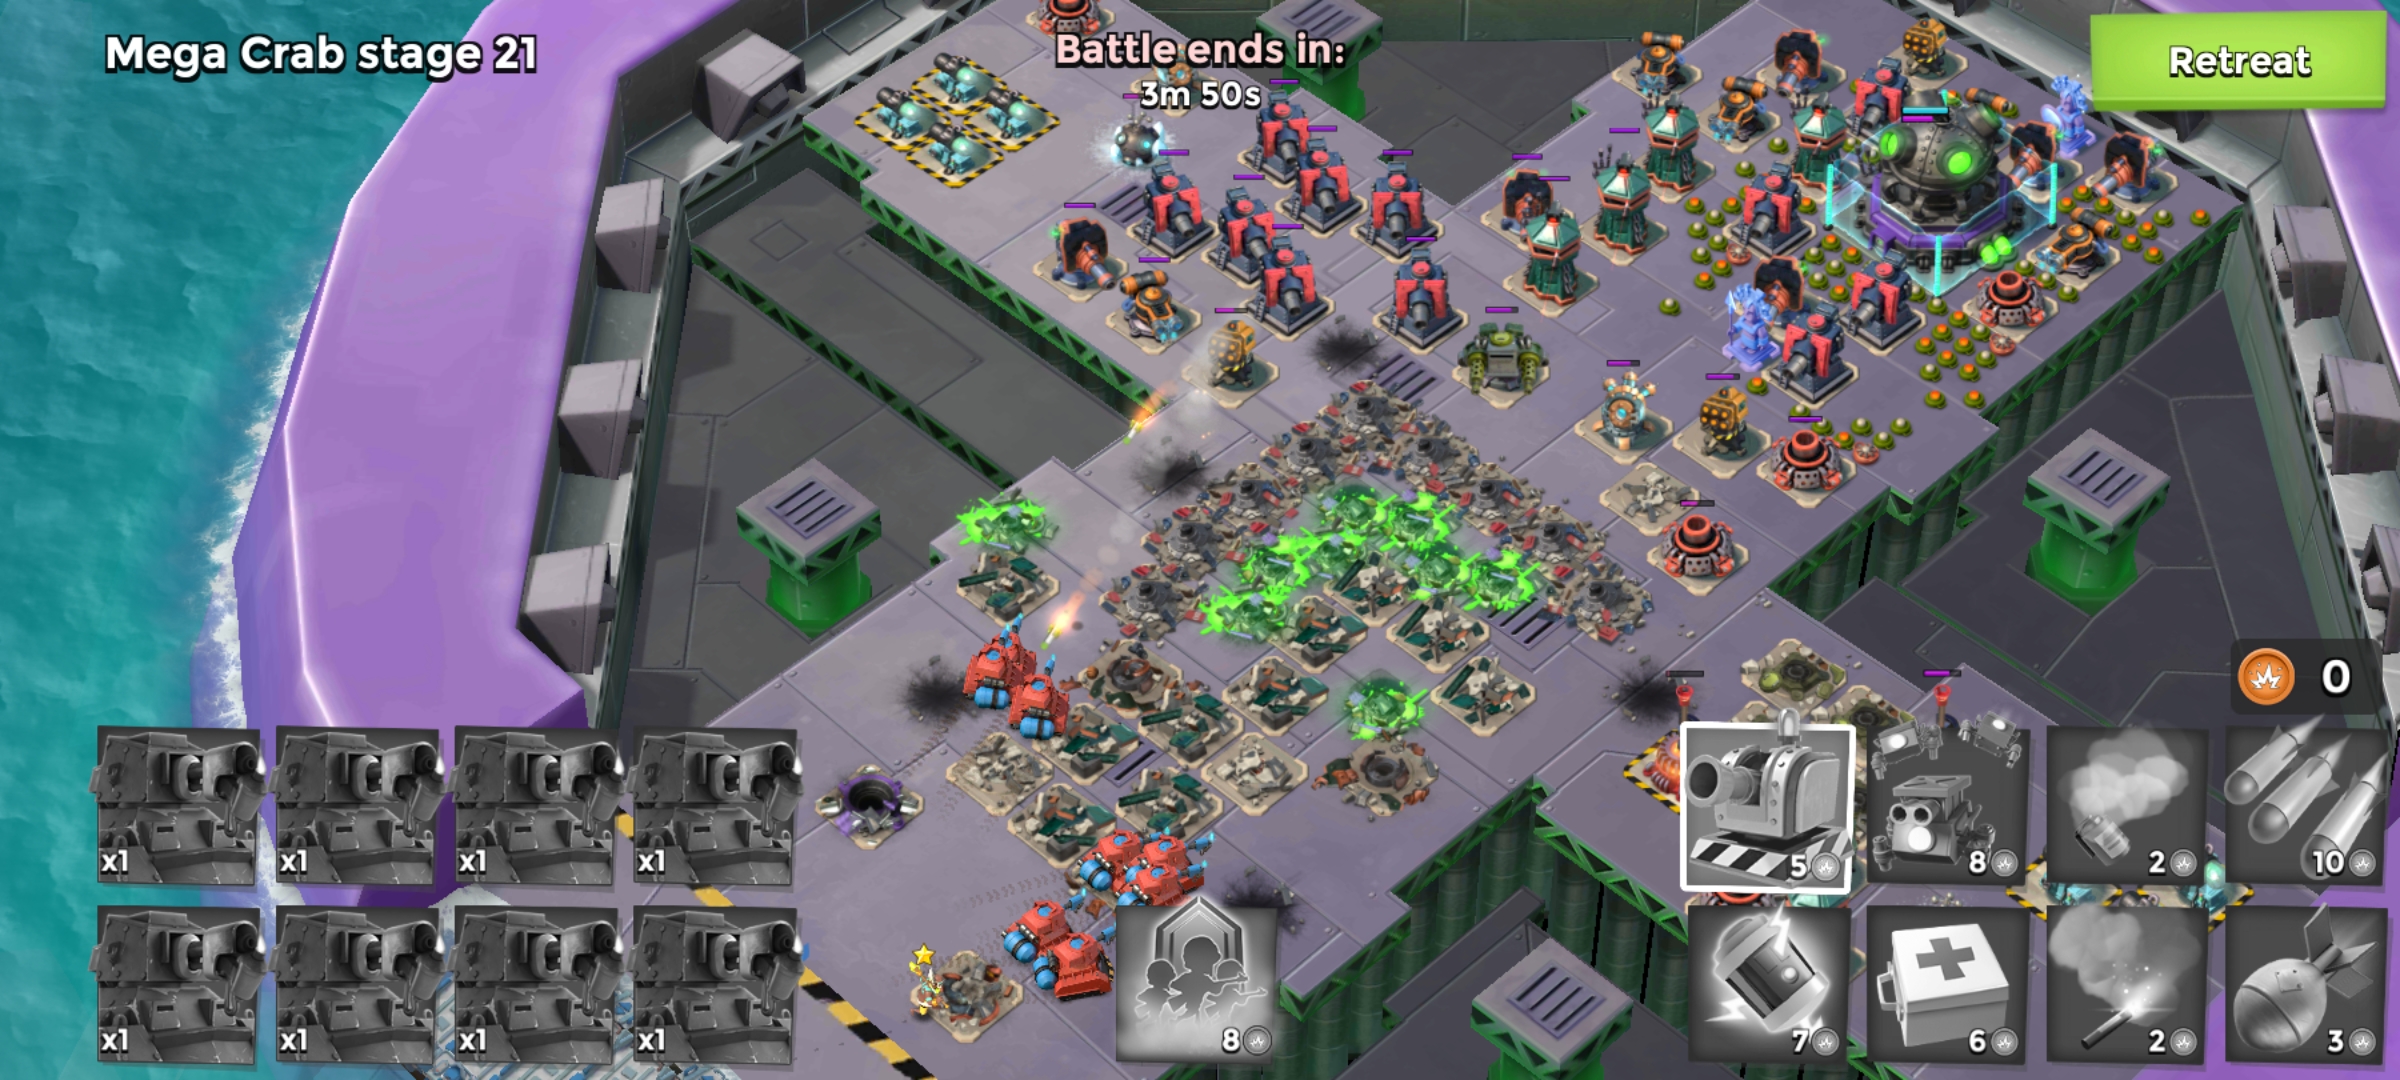 Mega Crab stage 21
Battle ends in:
3m 50s
Retreat
0
x1
x1
x1
x1
5
8
2
10
x1
x1
x1
x1
8
7
6
2
3